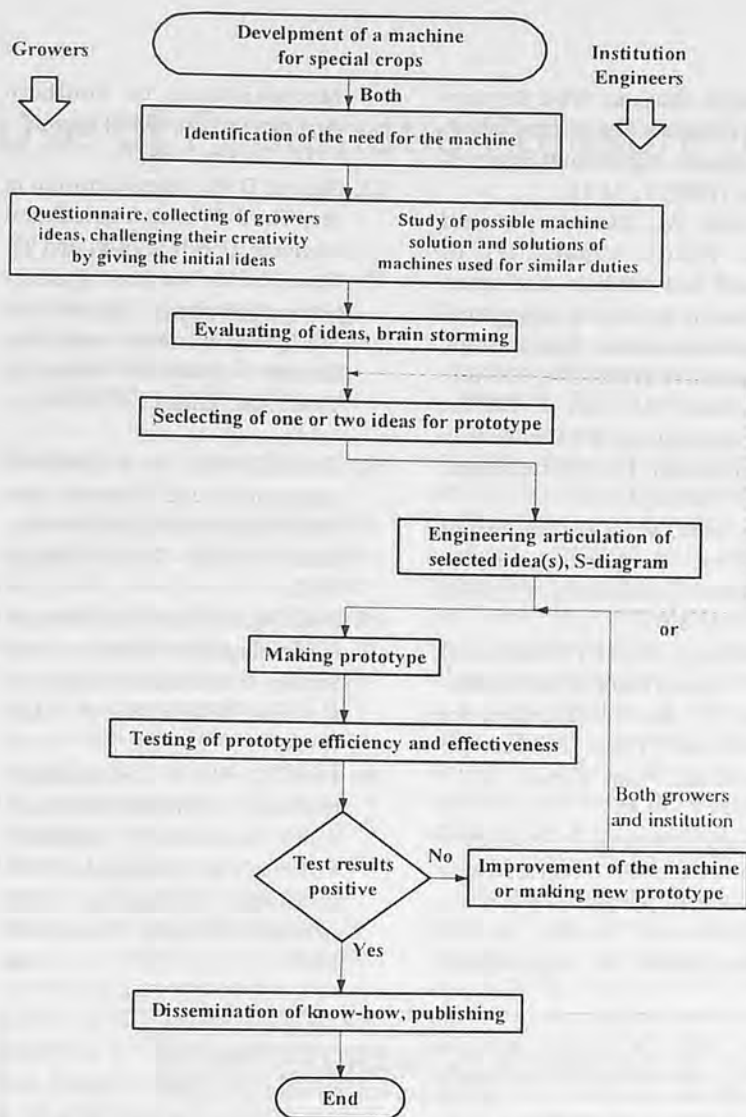 Growers
Develpment of a machine
for special crops
Institution
Engineers
Both
Identification of the need for the machine
Questionnaire, collecting of growers
ideas, challenging their creativity
by giving the initial ideas
Study of possible machine
solution and solutions of
machines used for similar duties
Evaluating of ideas, brain storming
Seclecting of one or two ideas for prototype
Engineering articulation of
selected idea(s), S-diagram
or
Making prototype
Testing of prototype efficiency and effectiveness
Both growers
and institution
Test results
positive
No
Improvement of the machine
or making new prototype
Yes
Dissemination of know-how, publishing
End